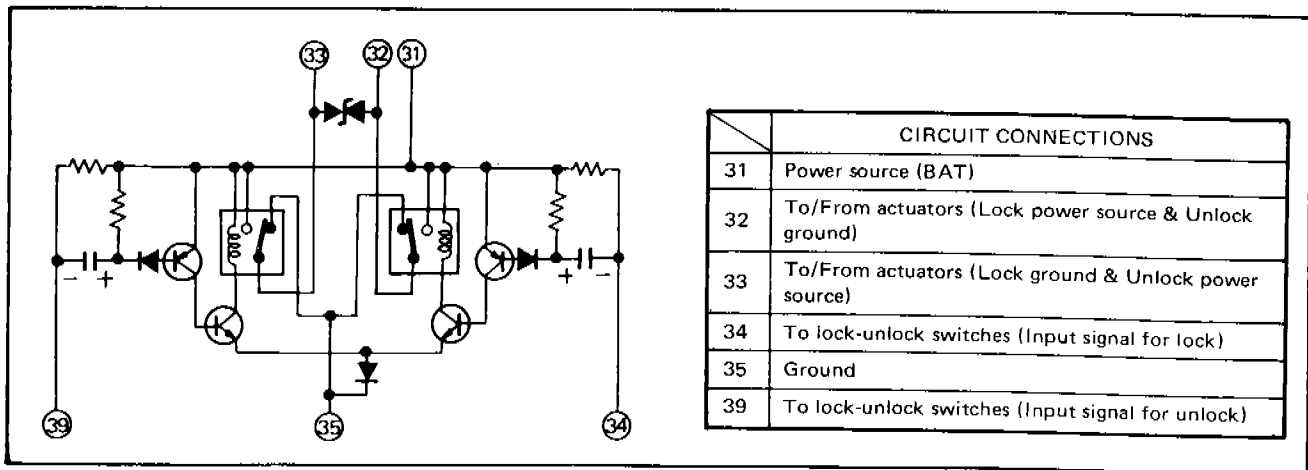 33 32 31
- +
+ -
39 35 34
CIRCUIT CONNECTIONS
31 Power source (BAT)
32 To/From actuators (Lock power source & Unlock
ground)
33 To/From actuators (Lock ground & Unlock power
source)
34 To lock-unlock switches (Input signal for lock)
35 Ground
39 To lock-unlock switches (Input signal for unlock)